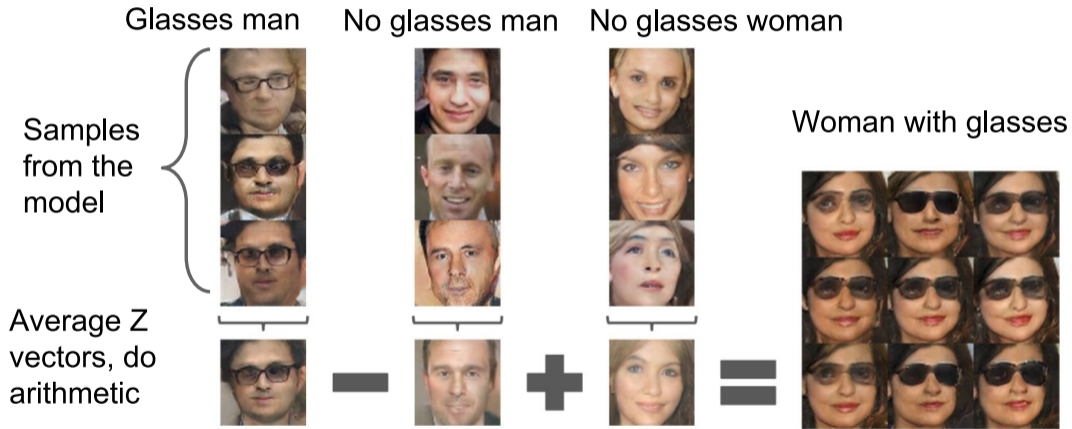 Glasses man
No glasses man
No glasses woman
Samples
from the
model
Woman with glasses
Average Z
vectors, do
arithmetic